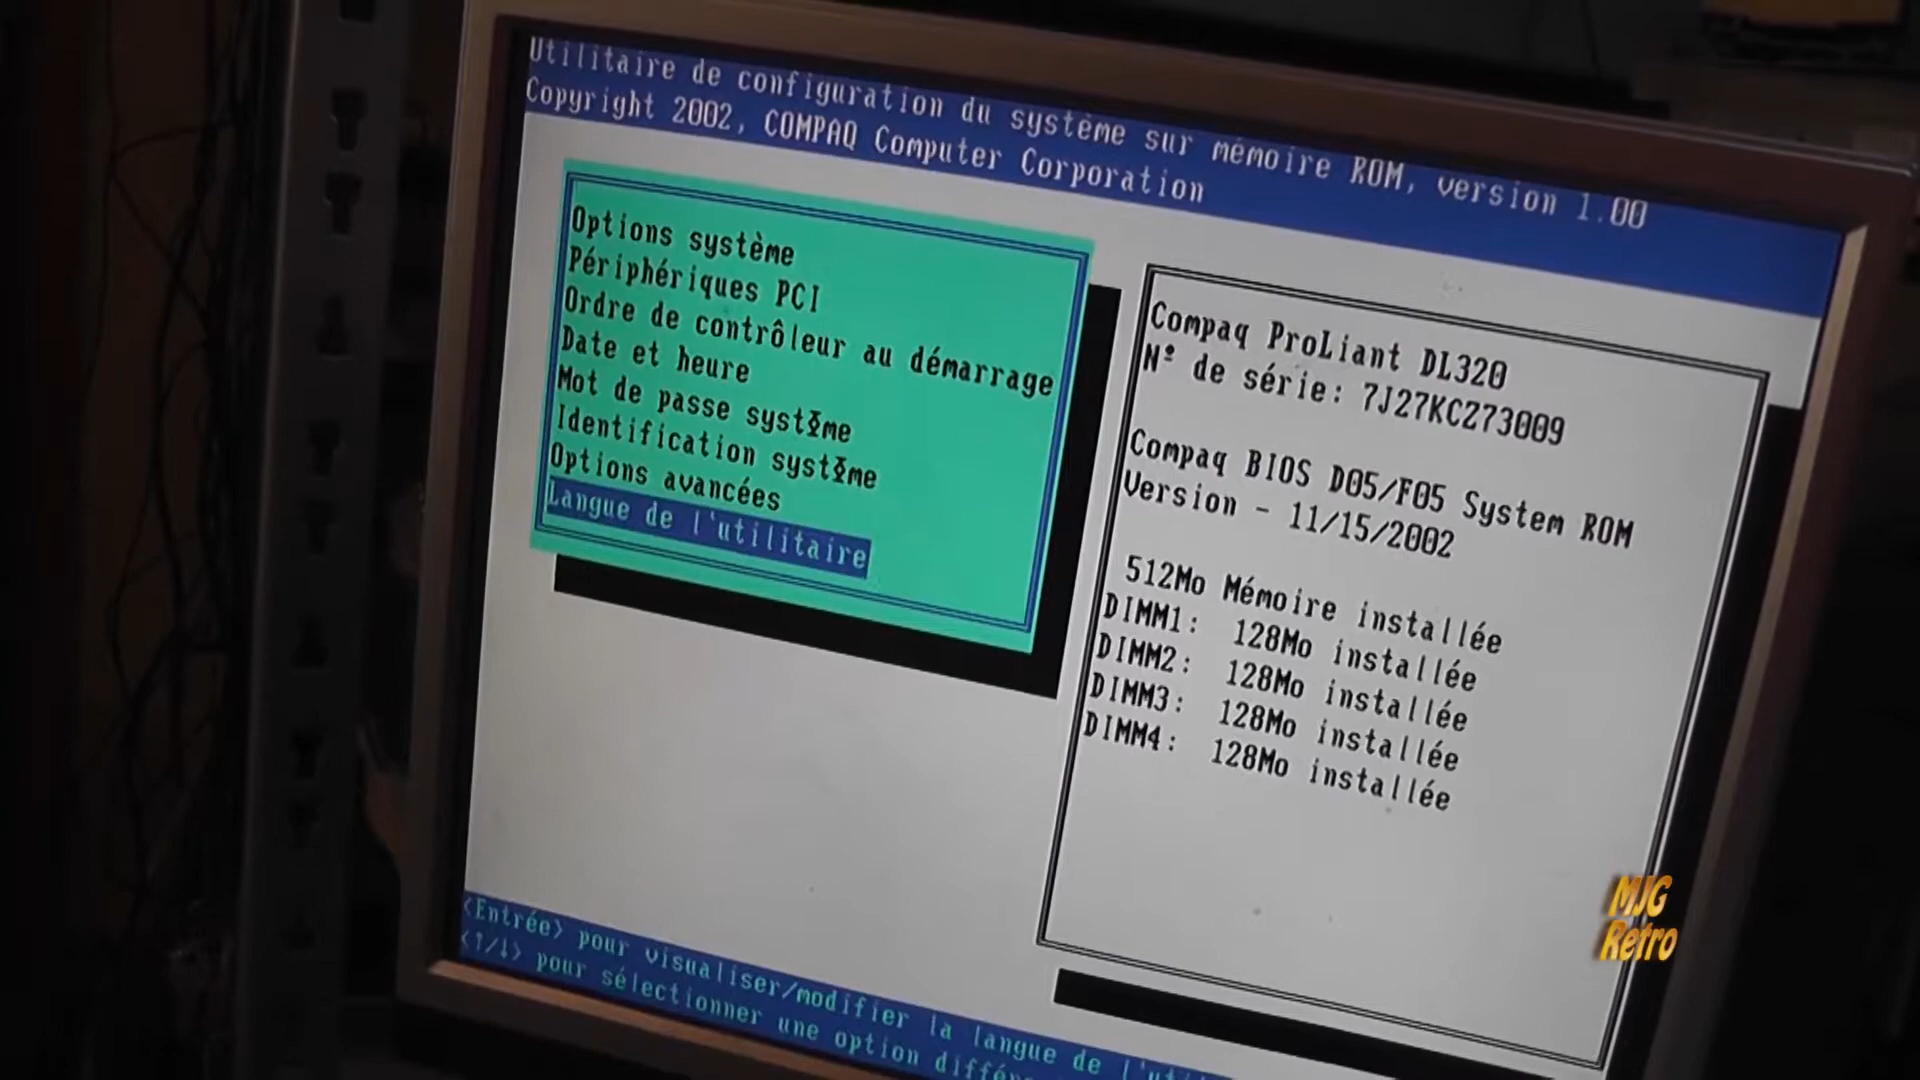 Utilitaire de configuration du système sur mémoire ROM, version 1.00
Copyright 2002, COMPAQ Computer Corporation
Options système
Périphériques PCI
Ordre de contrôleur au démarrage
Date et heure
Mot de passe systΦme
Identification systΦme
Options avancées
Langue de l'utilitaire
Compaq ProLiant DL320
Nº de série: 7J27KCZ73009
Compaq BIOS D05/F05 System ROM
Version - 11/15/2002
512Mo Mémoire installée
DIMM1: 128Mo installée
DIMM2: 128Mo installée
DIMM3: 128Mo installée
DIMM4: 128Mo installée
<Entrée> pour visualiser/modifier la langue de
<↑/↓> pour sélectionner une option
MJG
Retro